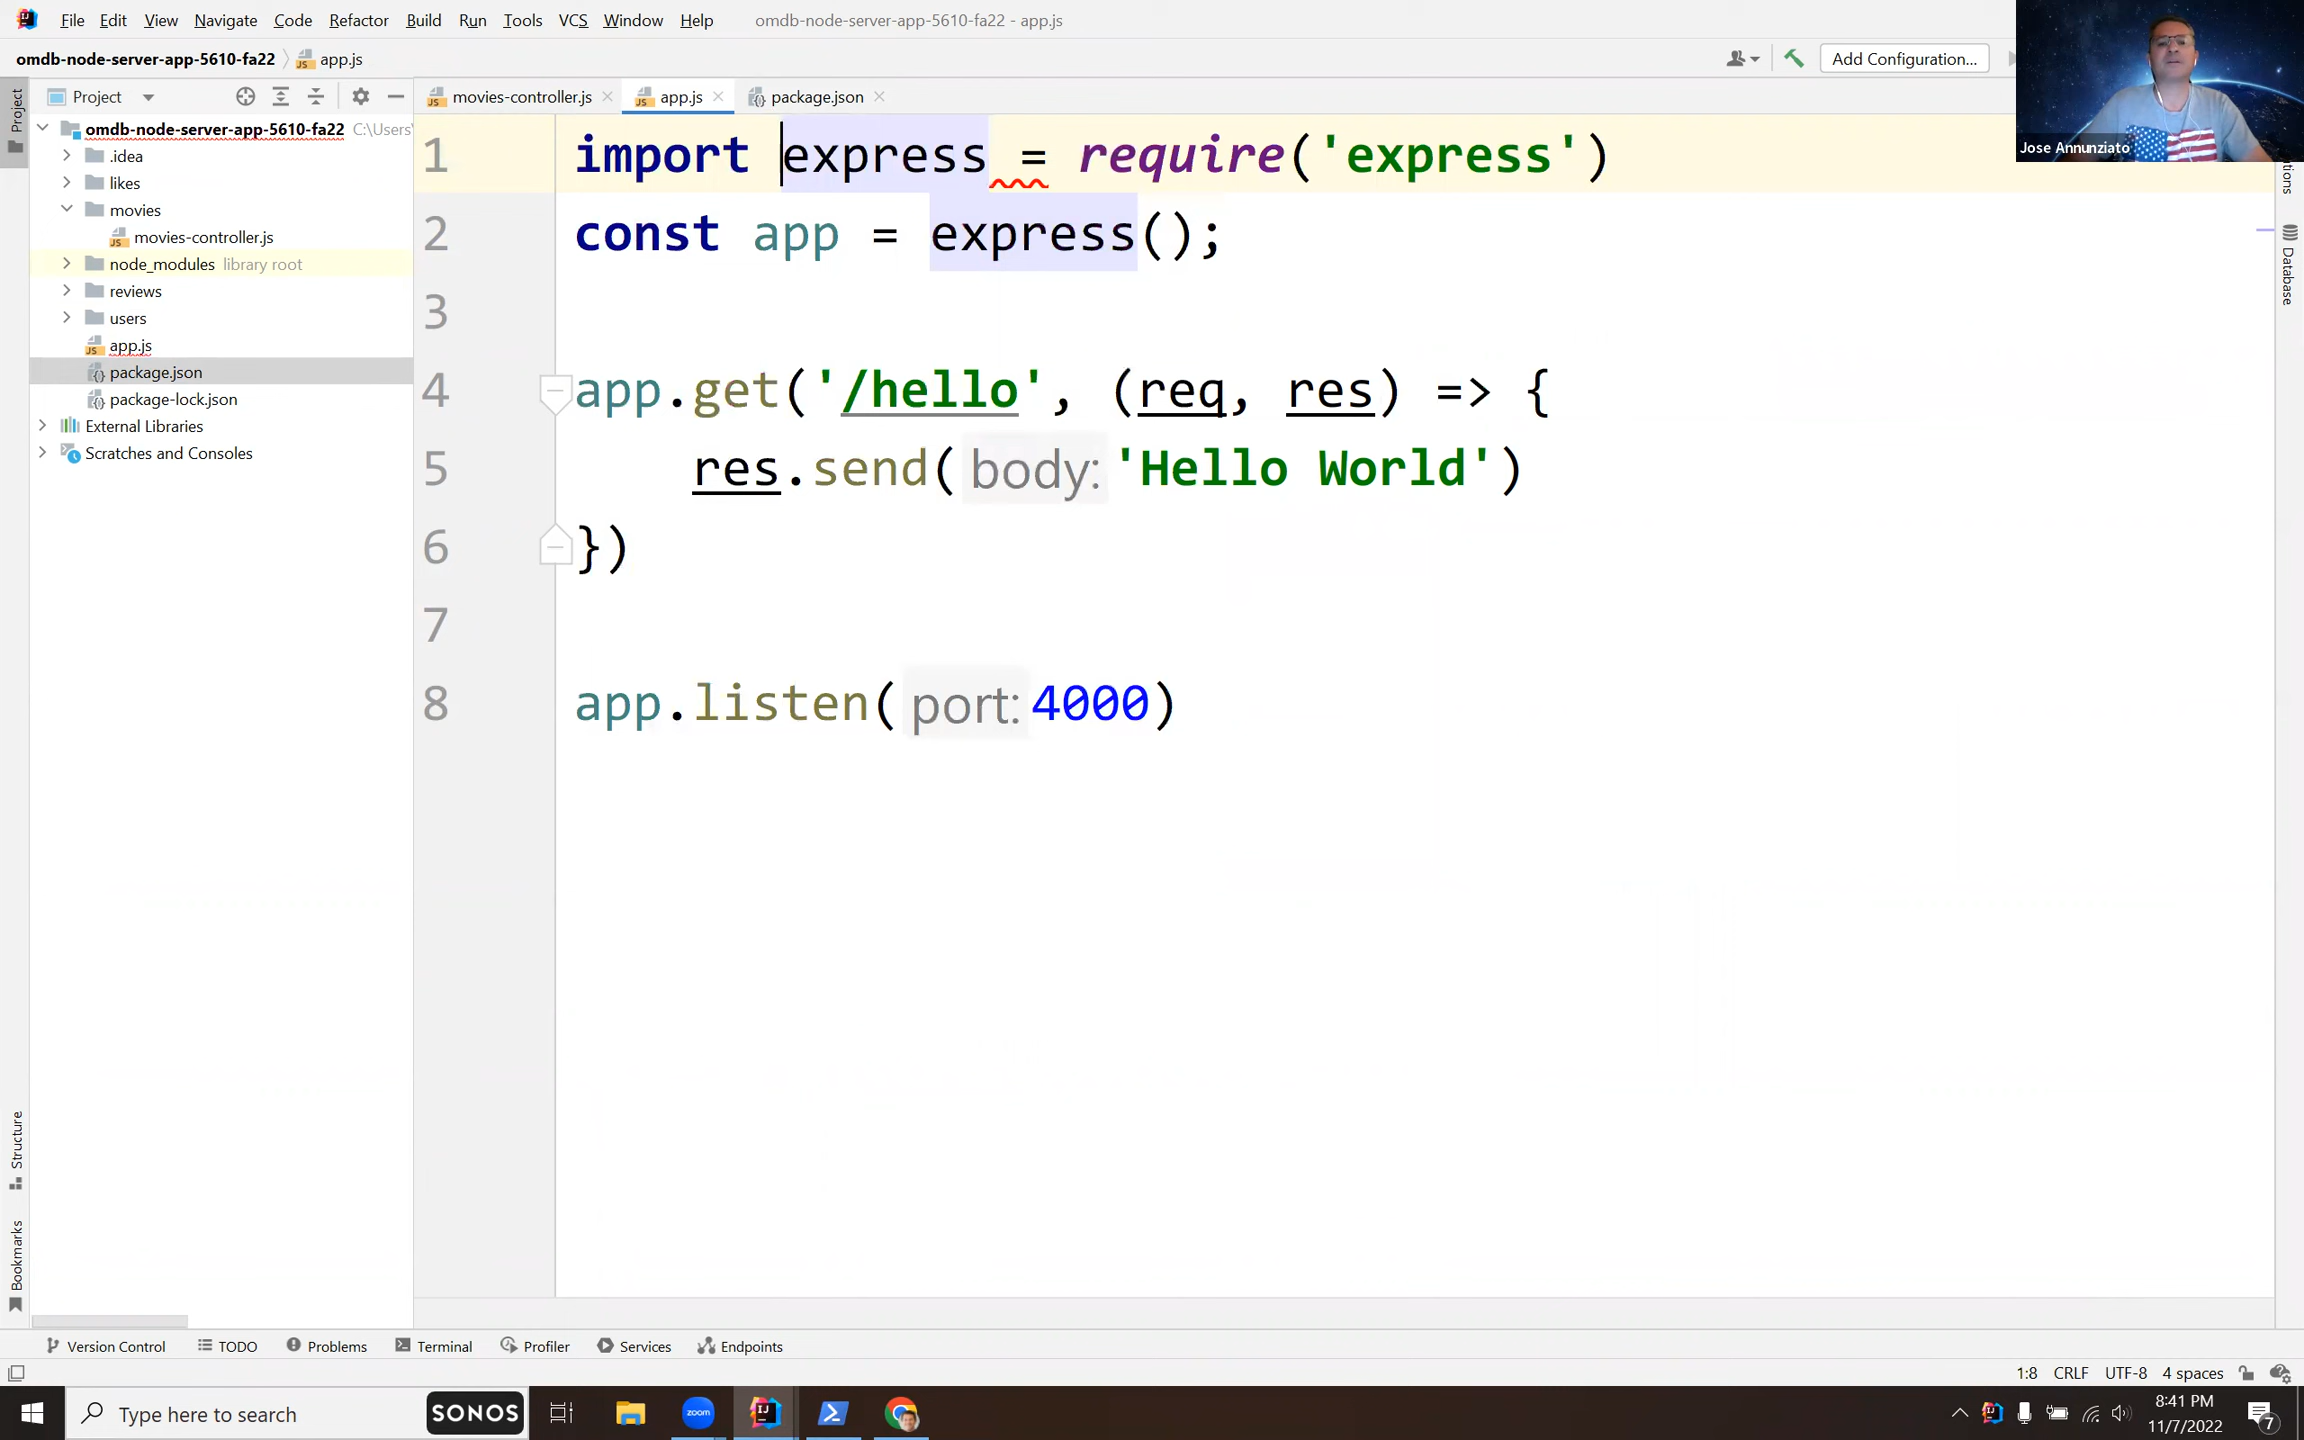 File Edit View Navigate Code Refactor Build Run Tools VCS Window Help omdb-node-server-app-5610-fa22 - app.js
omdb-node-server-app-5610-fa22 app.js
Add Configuration...
Jose Annunziato
Project
Project
movies-controller.js
app.js
package.json
omdb-node-server-app-5610-fa22 C:\Users\
.idea
likes
movies
movies-controller.js
node_modules library root
reviews
users
app.js
package.json
package-lock.json
External Libraries
Scratches and Consoles
1 import express = require('express')
2 const app = express();
3
4 app.get('/hello', (req, res) => {
5 res.send( body: 'Hello World')
6 })
7
8 app.listen( port: 4000)
Database
Structure
Bookmarks
Version Control TODO Problems Terminal Profiler Services Endpoints
1:8 CRLF UTF-8 4 spaces
Type here to search
SONOS
zoom
8:41 PM
11/7/2022
7